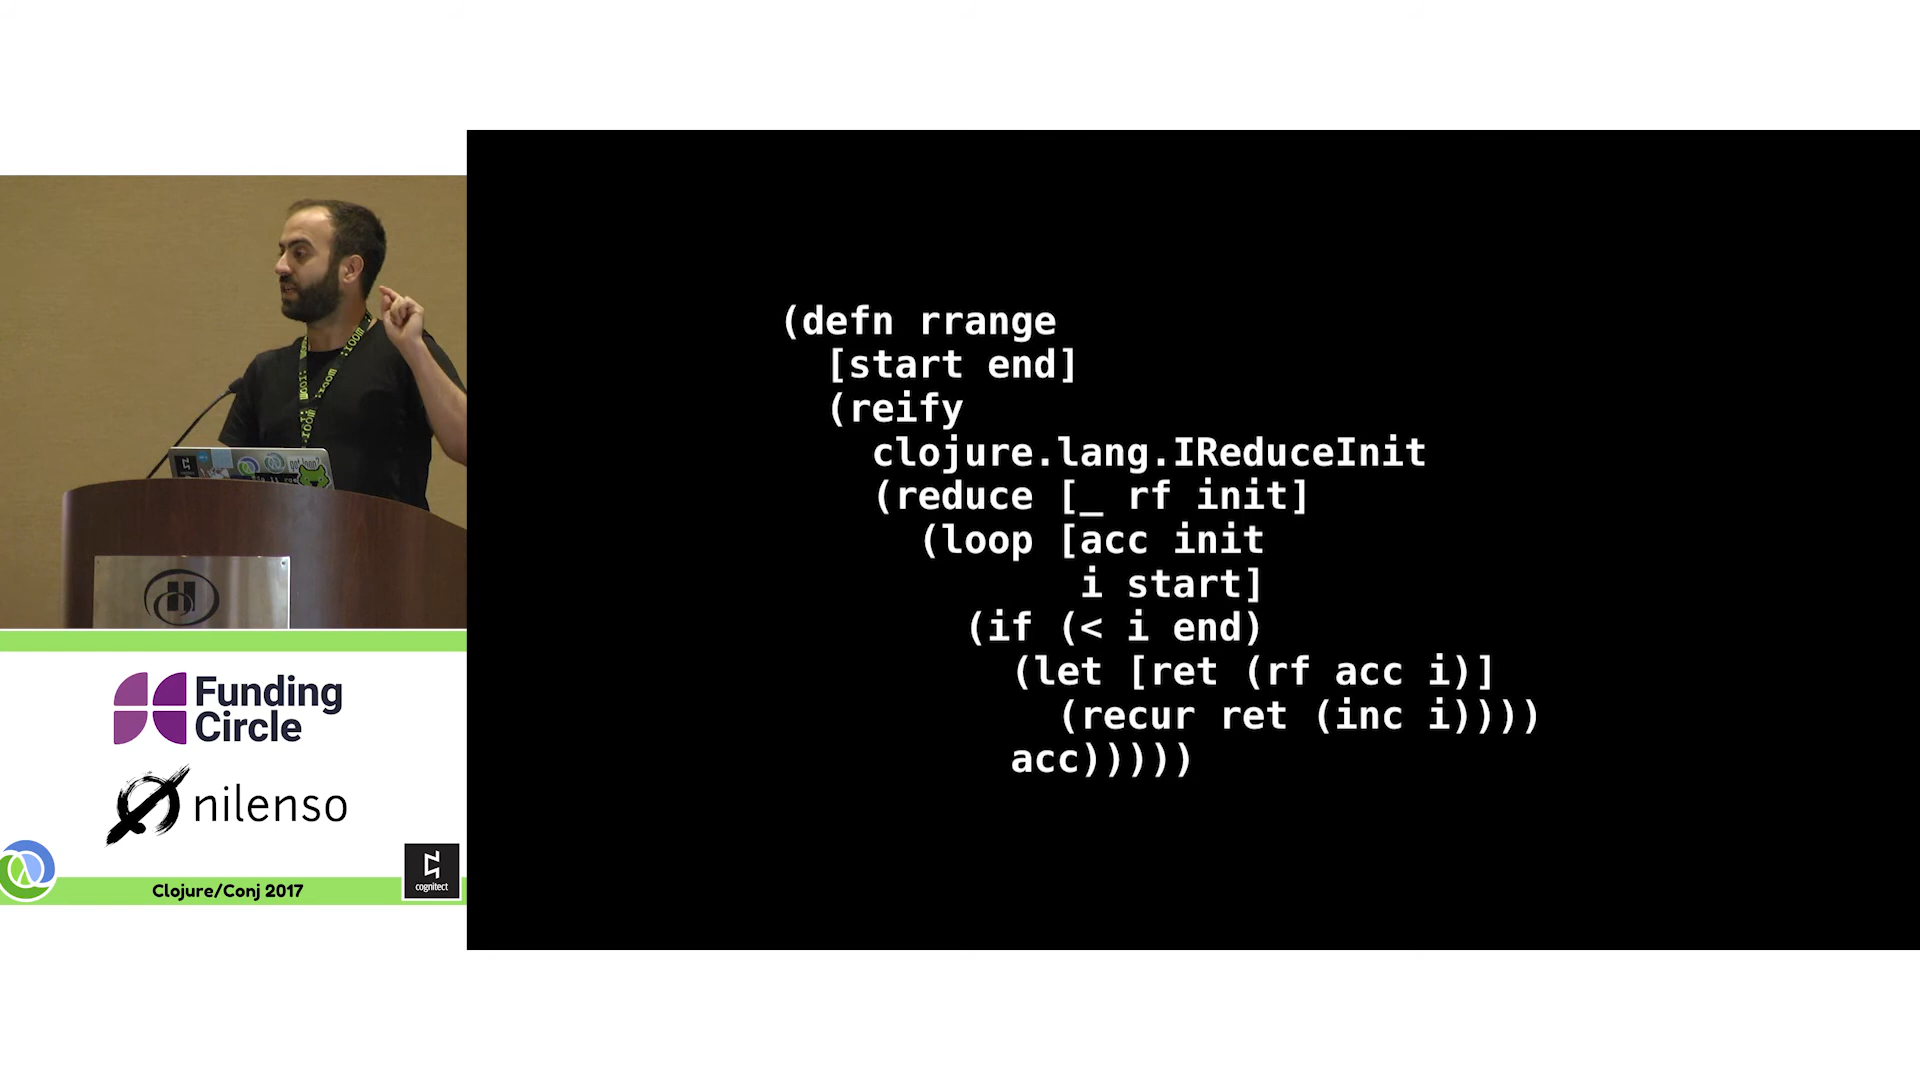 (defn rrange
[start end]
(reify
clojure.lang.IReduceInit
(reduce [_ rf init]
(loop [acc init
i start]
(if (< i end)
(let [ret (rf acc i)]
(recur ret (inc i))))
acc)))))
Funding
Circle
nilenso
Clojure/Conj 2017
cognitect